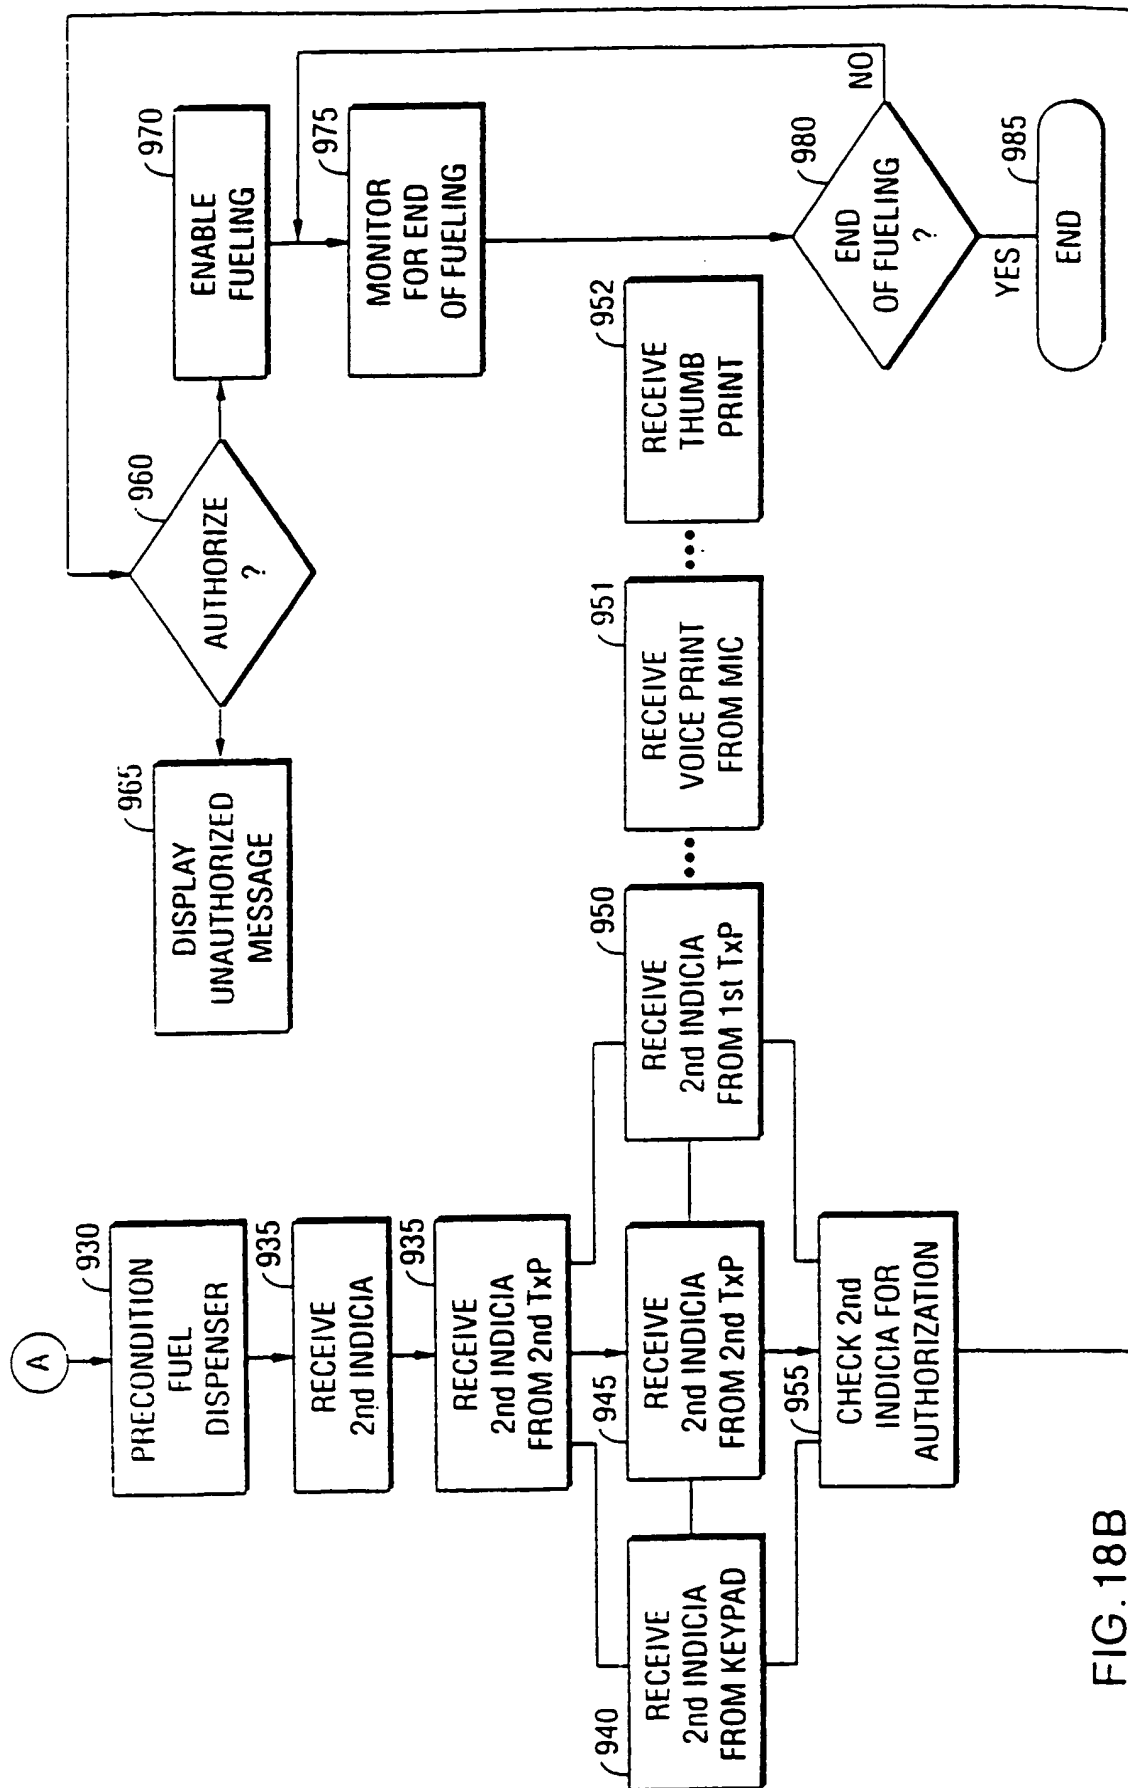 A
930
PRECONDITION
FUEL
DISPENSER
935
RECEIVE
2nd INDICIA
935
RECEIVE
2nd INDICIA
FROM 2nd TxP
940
RECEIVE
2nd INDICIA
FROM KEYPAD
945
RECEIVE
2nd INDICIA
FROM 2nd TxP
950
RECEIVE
2nd INDICIA
FROM 1st TxP
•••
951
RECEIVE
VOICE PRINT
FROM MIC
•••
952
RECEIVE
THUMB
PRINT
955
CHECK 2nd
INDICIA FOR
AUTHORIZATION
960
AUTHORIZE
?
965
DISPLAY
UNAUTHORIZED
MESSAGE
970
ENABLE
FUELING
975
MONITOR
FOR END
OF FUELING
980
END
OF FUELING
?
NO
YES
985
END
FIG. 18B